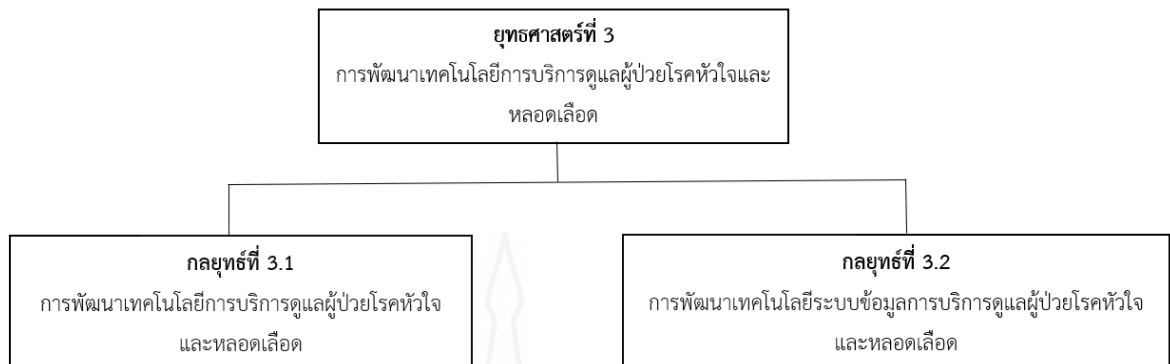 ยุทธศาสตร์ที่ 3
การพัฒนาเทคโนโลยีการบริการดูแลผู้ป่วยโรคหัวใจและ
หลอดเลือด
กลยุทธ์ที่ 3.1
การพัฒนาเทคโนโลยีการบริการดูแลผู้ป่วยโรคหัวใจ
และหลอดเลือด
กลยุทธ์ที่ 3.2
การพัฒนาเทคโนโลยีระบบข้อมูลการบริการดูแลผู้ป่วยโรคหัวใจ
และหลอดเลือด